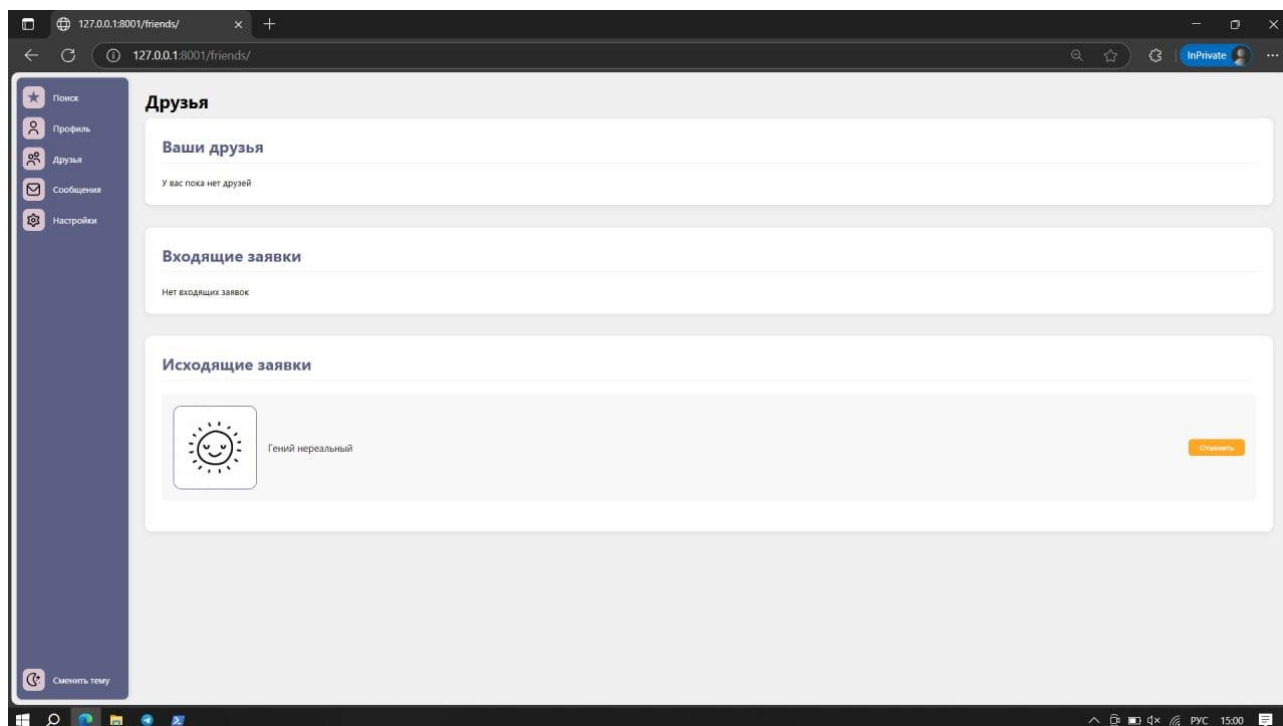 127.0.0.1:8001/friends/
127.0.0.1:8001/friends/
InPrivate
Поиск
Профиль
Друзья
Сообщения
Настройки
Сменить тему
Друзья
Ваши друзья
У вас пока нет друзей
Входящие заявки
Нет входящих заявок
Исходящие заявки
Гений нереальный
Отменить
РУС
15:00